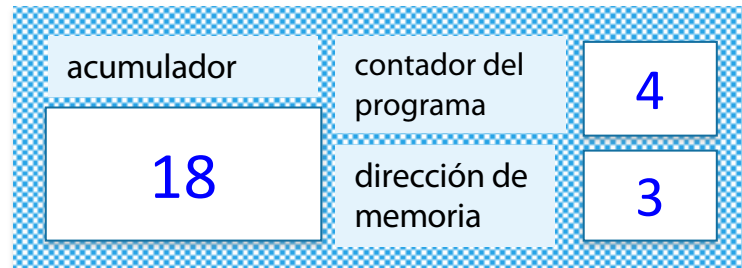 acumulador
18
contador del
programa
4
dirección de
memoria
3